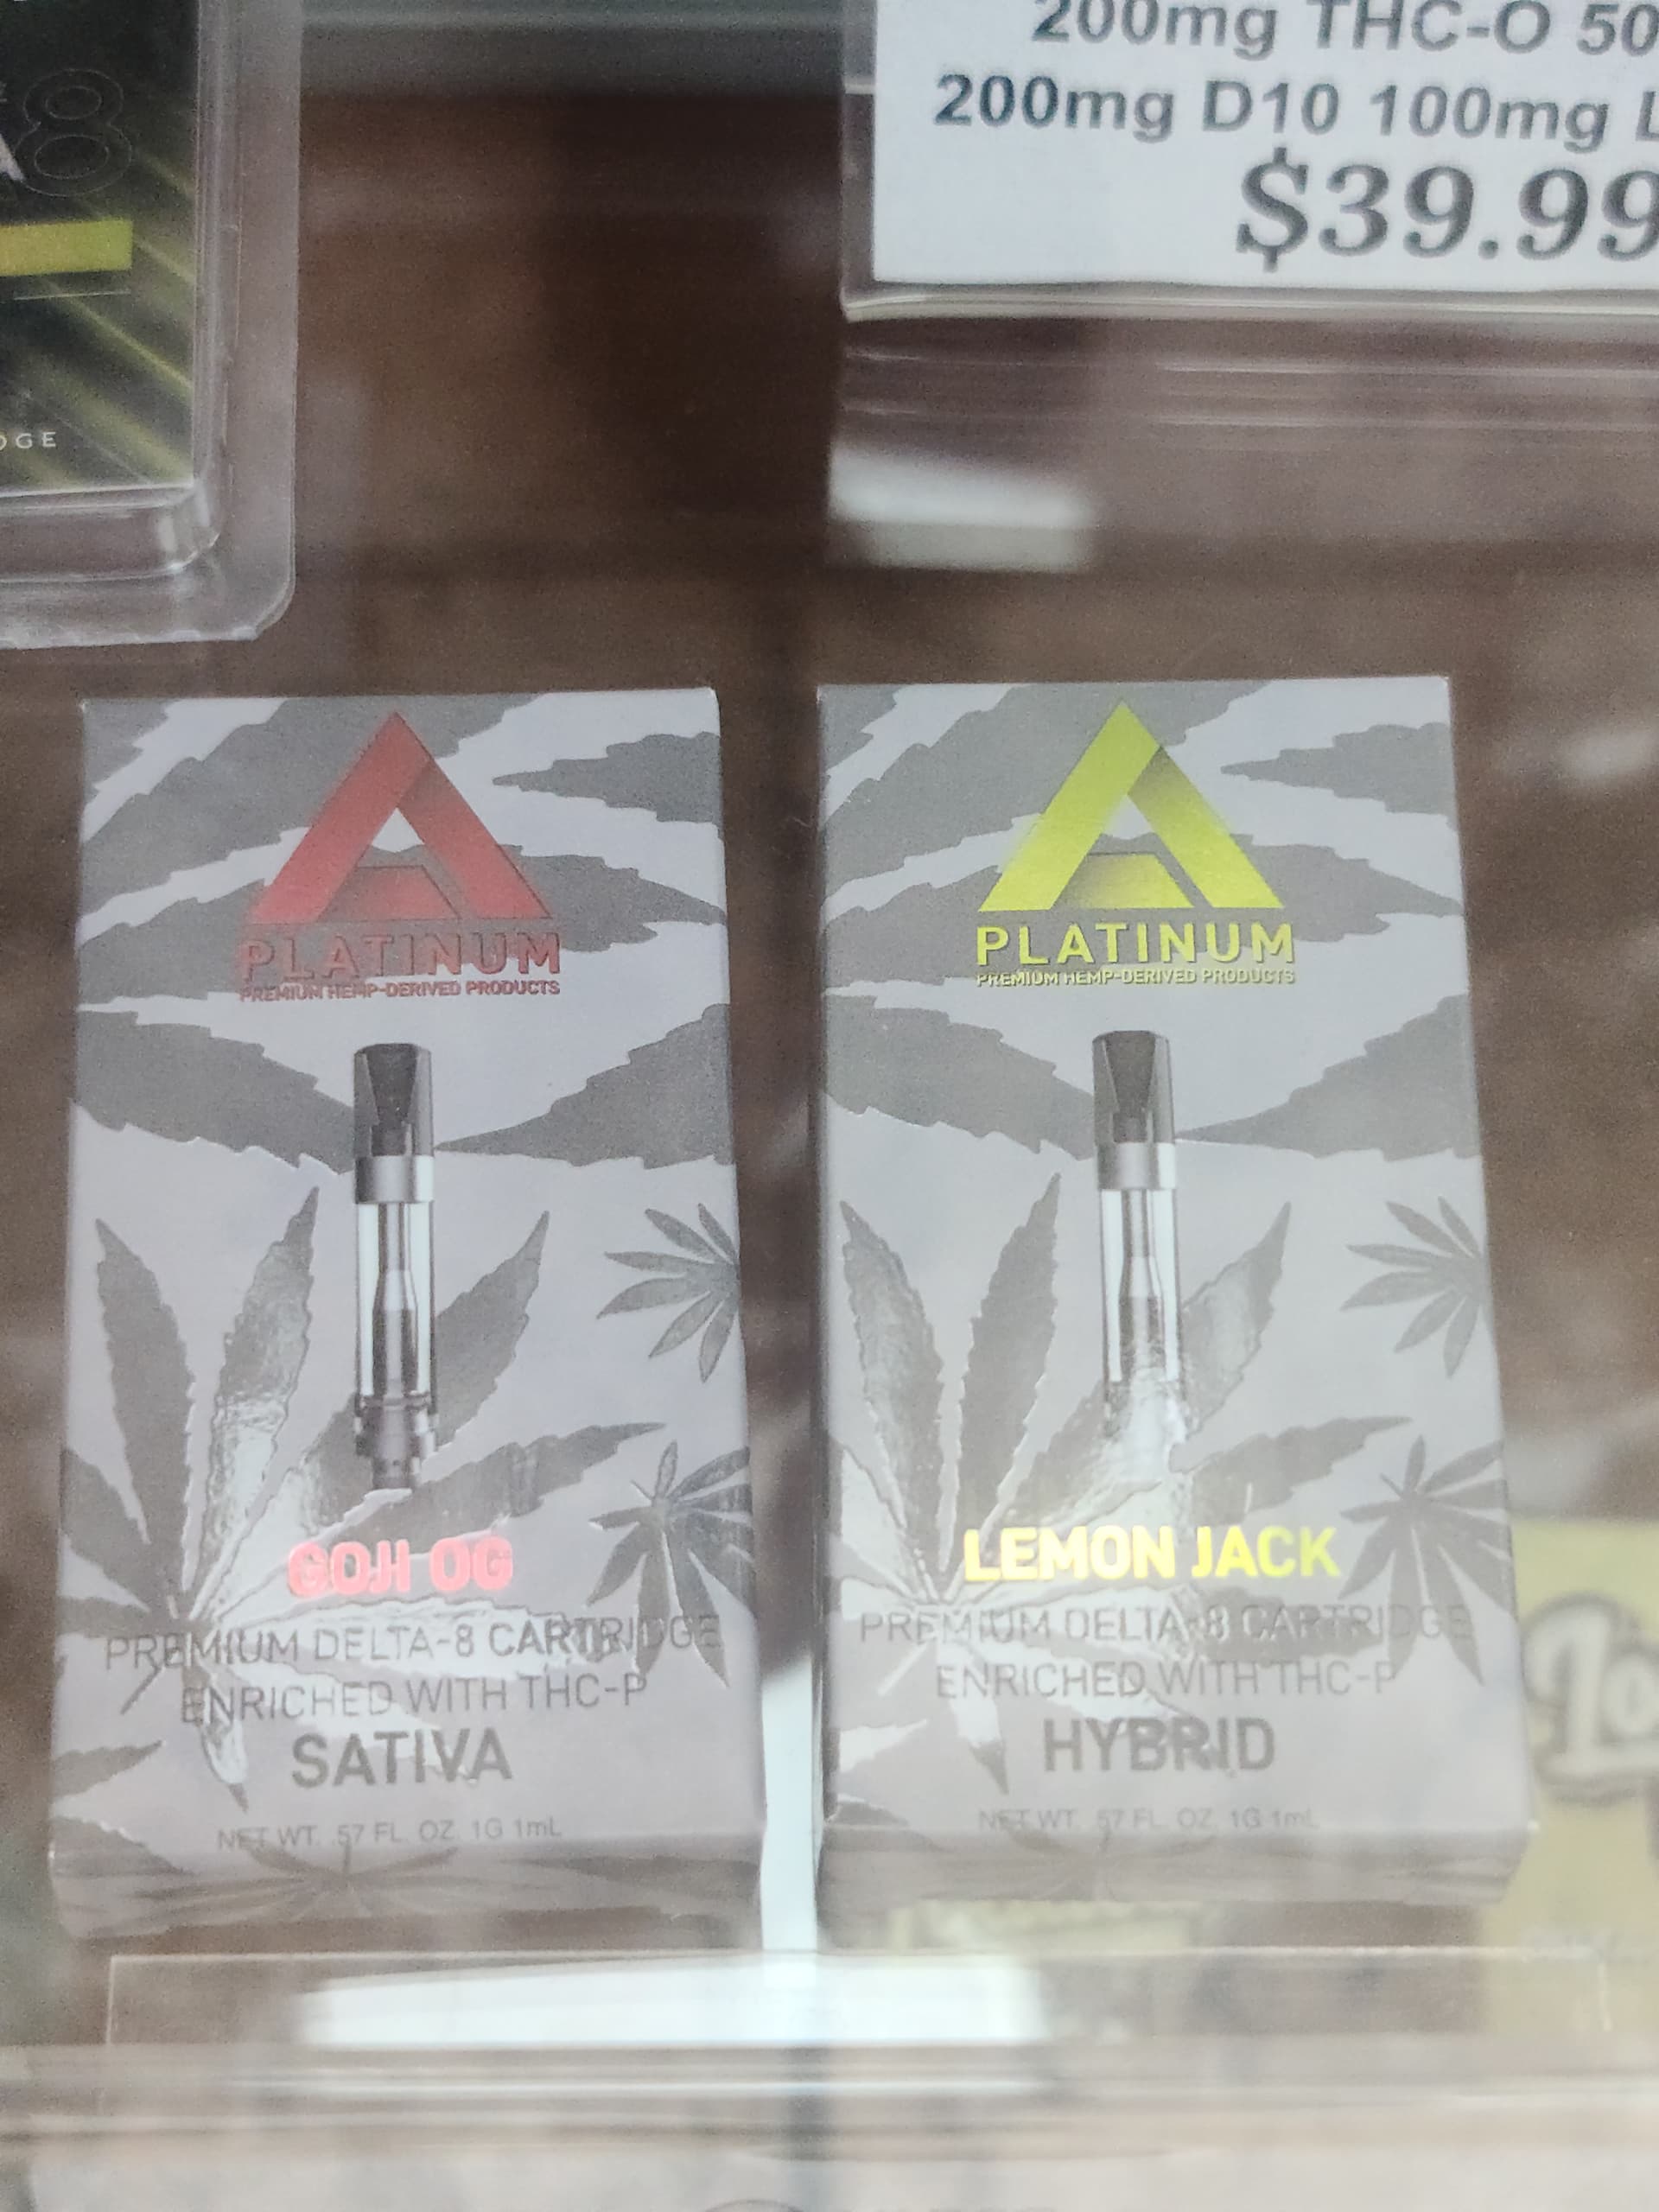 200mg THC-O 50
200mg D10 100mg L
$39.99
A8
DGE
PLATINUM
PREMIUM HEMP-DERIVED PRODUCTS
GOJI OG
PREMIUM DELTA-8 CARTRIDGE
ENRICHED WITH THC-P
SATIVA
NET WT. .57 FL. OZ. 1G 1mL
PLATINUM
PREMIUM HEMP-DERIVED PRODUCTS
LEMON JACK
PREMIUM DELTA-8 CARTRIDGE
ENRICHED WITH THC-P
HYBRID
NET WT. .57 FL. OZ. 1G 1mL